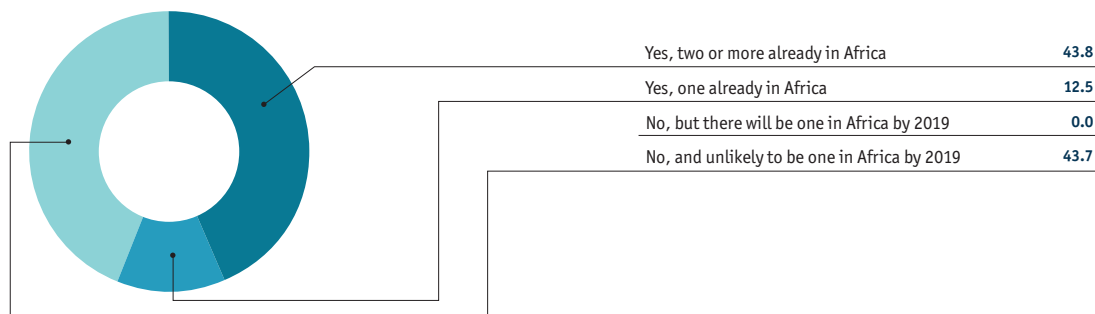 Yes, two or more already in Africa 43.8
Yes, one already in Africa 12.5
No, but there will be one in Africa by 2019 0.0
No, and unlikely to be one in Africa by 2019 43.7